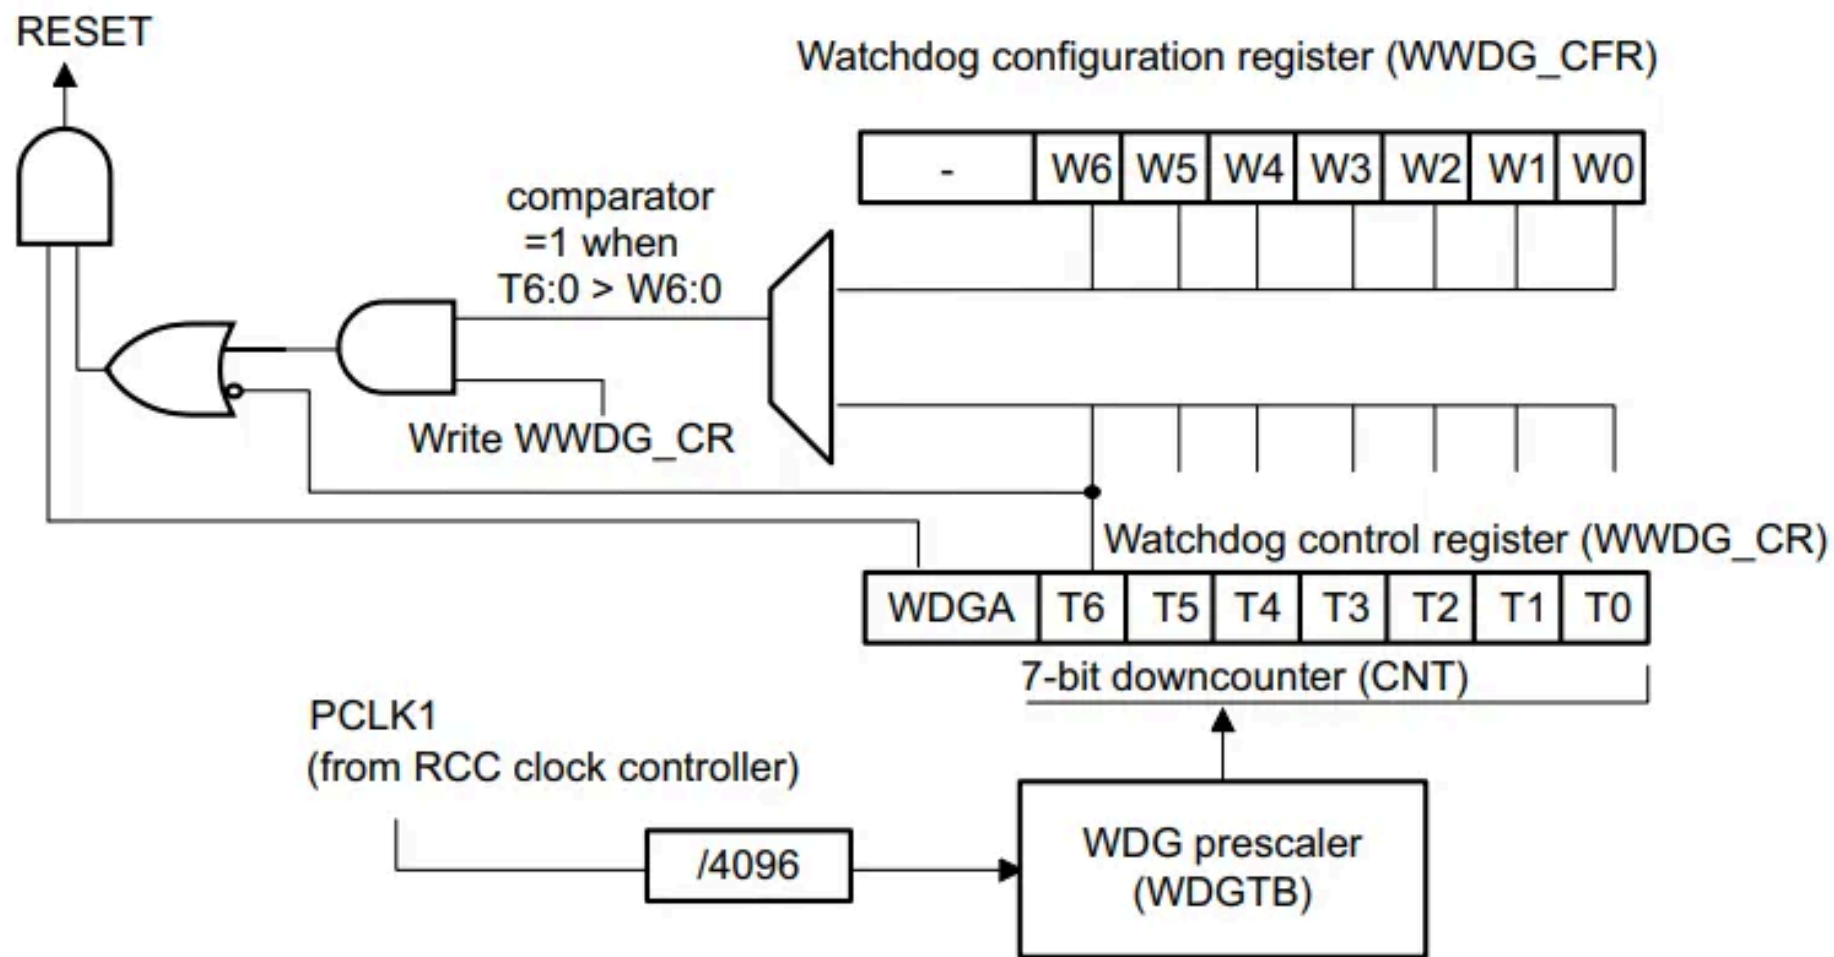 RESET
Watchdog configuration register (WWDG_CFR)
- W6 W5 W4 W3 W2 W1 W0
comparator
=1 when
T6:0 > W6:0
Write WWDG_CR
Watchdog control register (WWDG_CR)
WDGA T6 T5 T4 T3 T2 T1 T0
7-bit downcounter (CNT)
PCLK1
(from RCC clock controller)
/4096
WDG prescaler
(WDGTB)